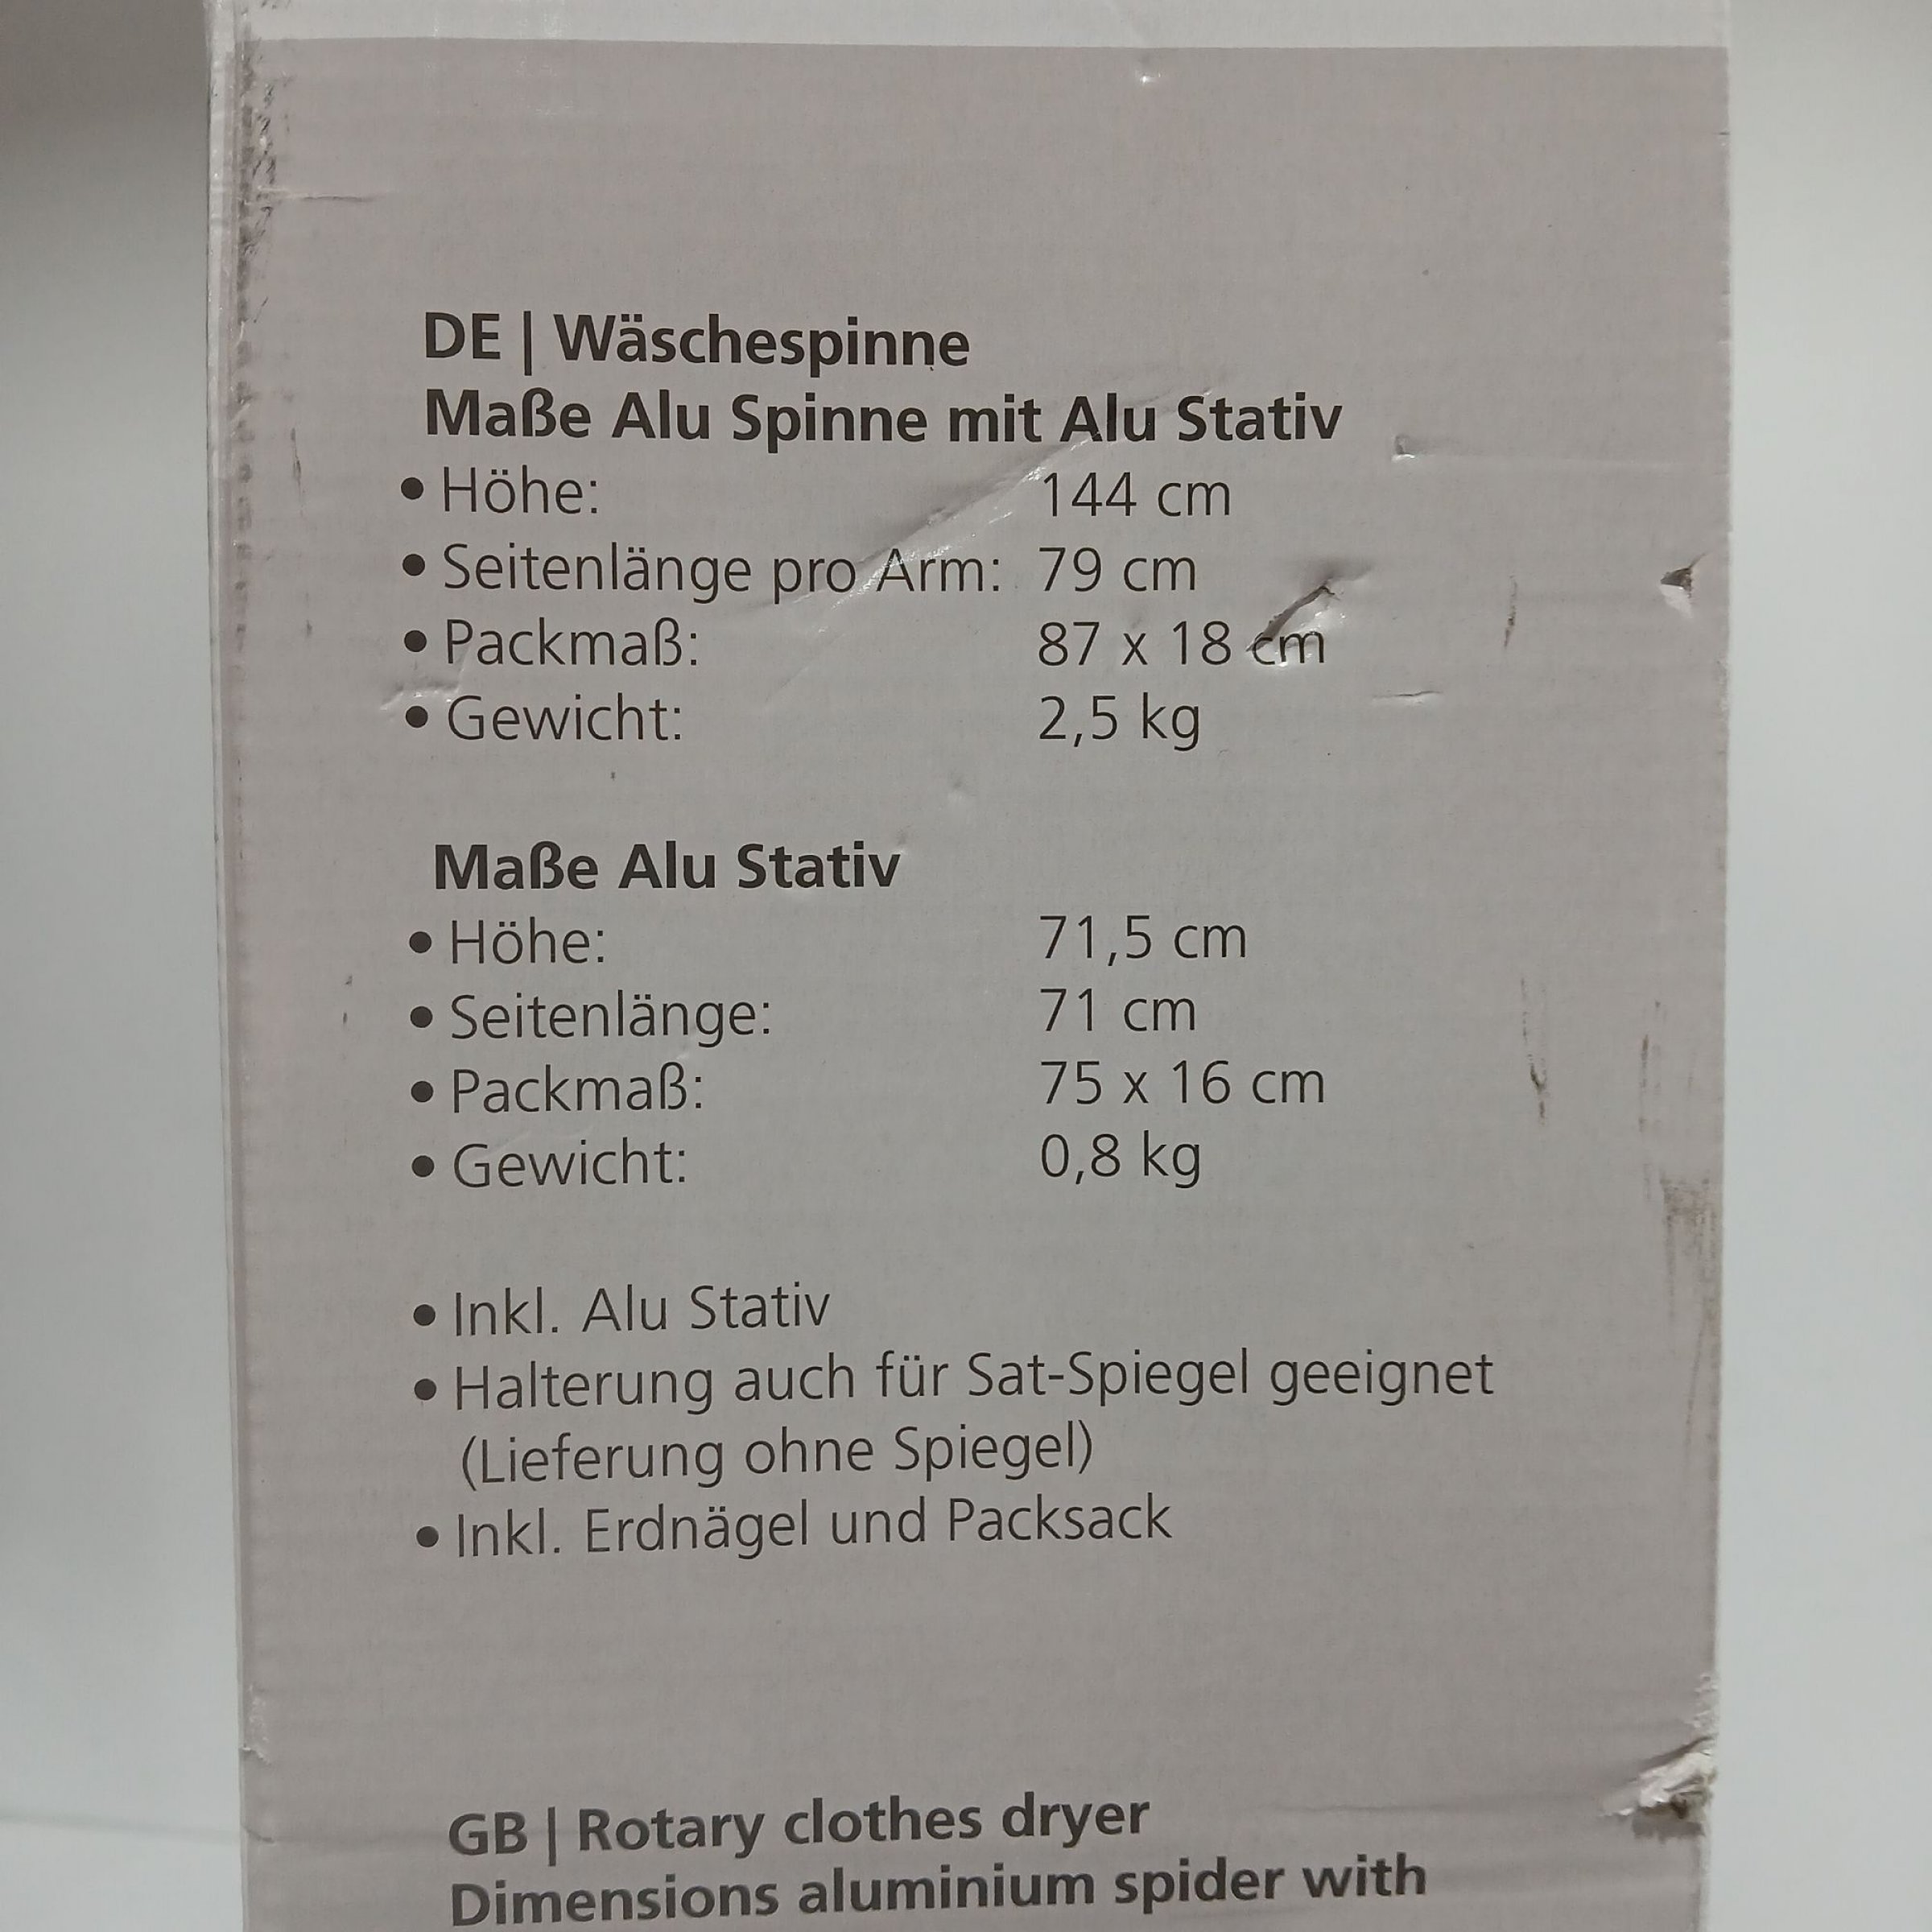 DE | Wäschespinne
Maße Alu Spinne mit Alu Stativ
• Höhe: 144 cm
• Seitenlänge pro Arm: 79 cm
• Packmaß: 87 x 18 cm
• Gewicht: 2,5 kg
Maße Alu Stativ
• Höhe: 71,5 cm
• Seitenlänge: 71 cm
• Packmaß: 75 x 16 cm
• Gewicht: 0,8 kg
• Inkl. Alu Stativ
• Halterung auch für Sat-Spiegel geeignet
(Lieferung ohne Spiegel)
• Inkl. Erdnägel und Packsack
GB | Rotary clothes dryer
Dimensions aluminium spider with